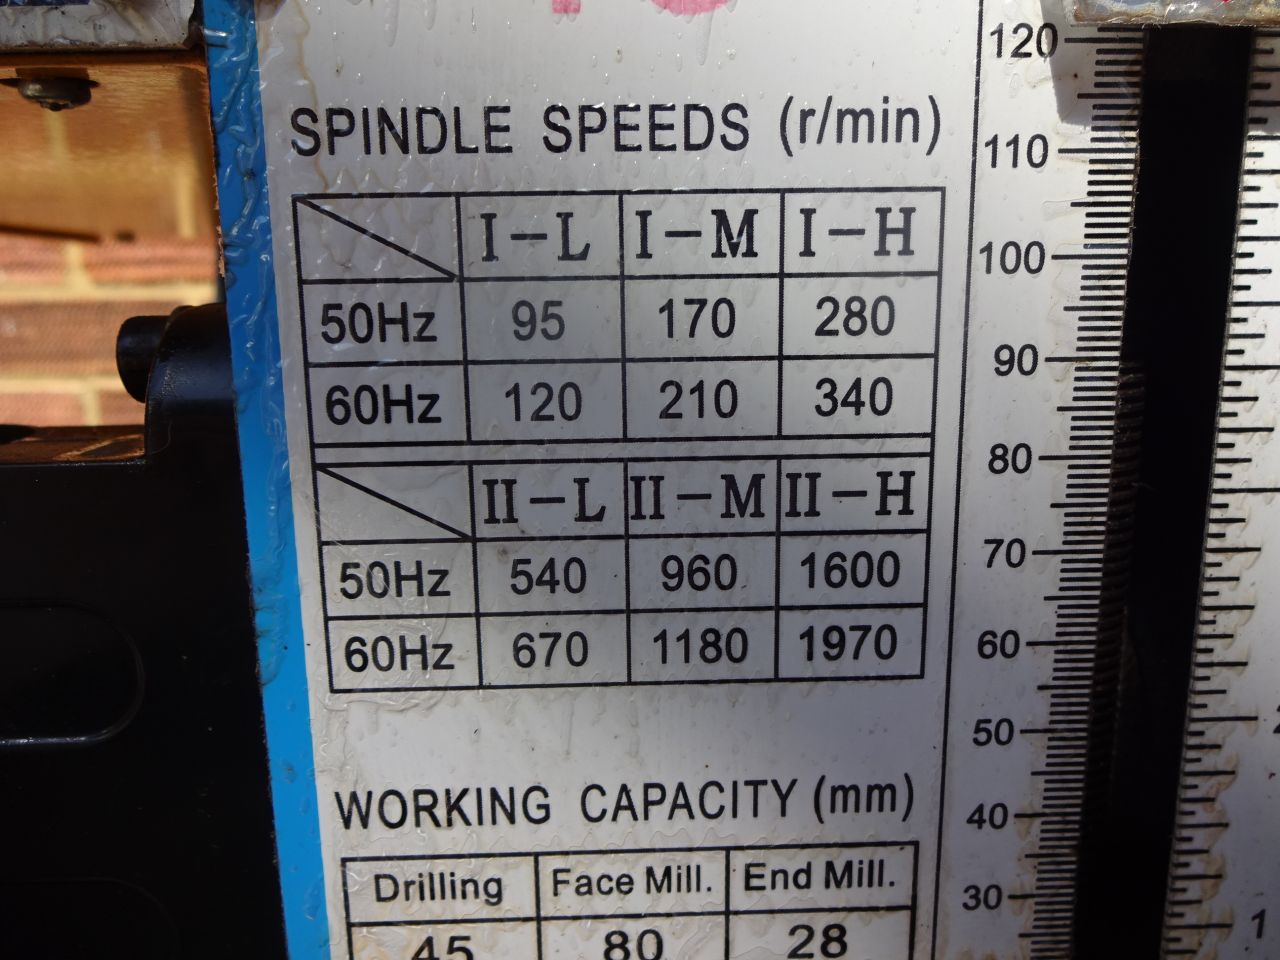 SPINDLE SPEEDS (r/min)
I-L I-M I-H
50Hz 95 170 280
60Hz 120 210 340
II-L II-M II-H
50Hz 540 960 1600
60Hz 670 1180 1970
WORKING CAPACITY (mm)
Drilling Face Mill. End Mill.
45 80 28
120
110
100
90
80
70
60
50
40
30
1